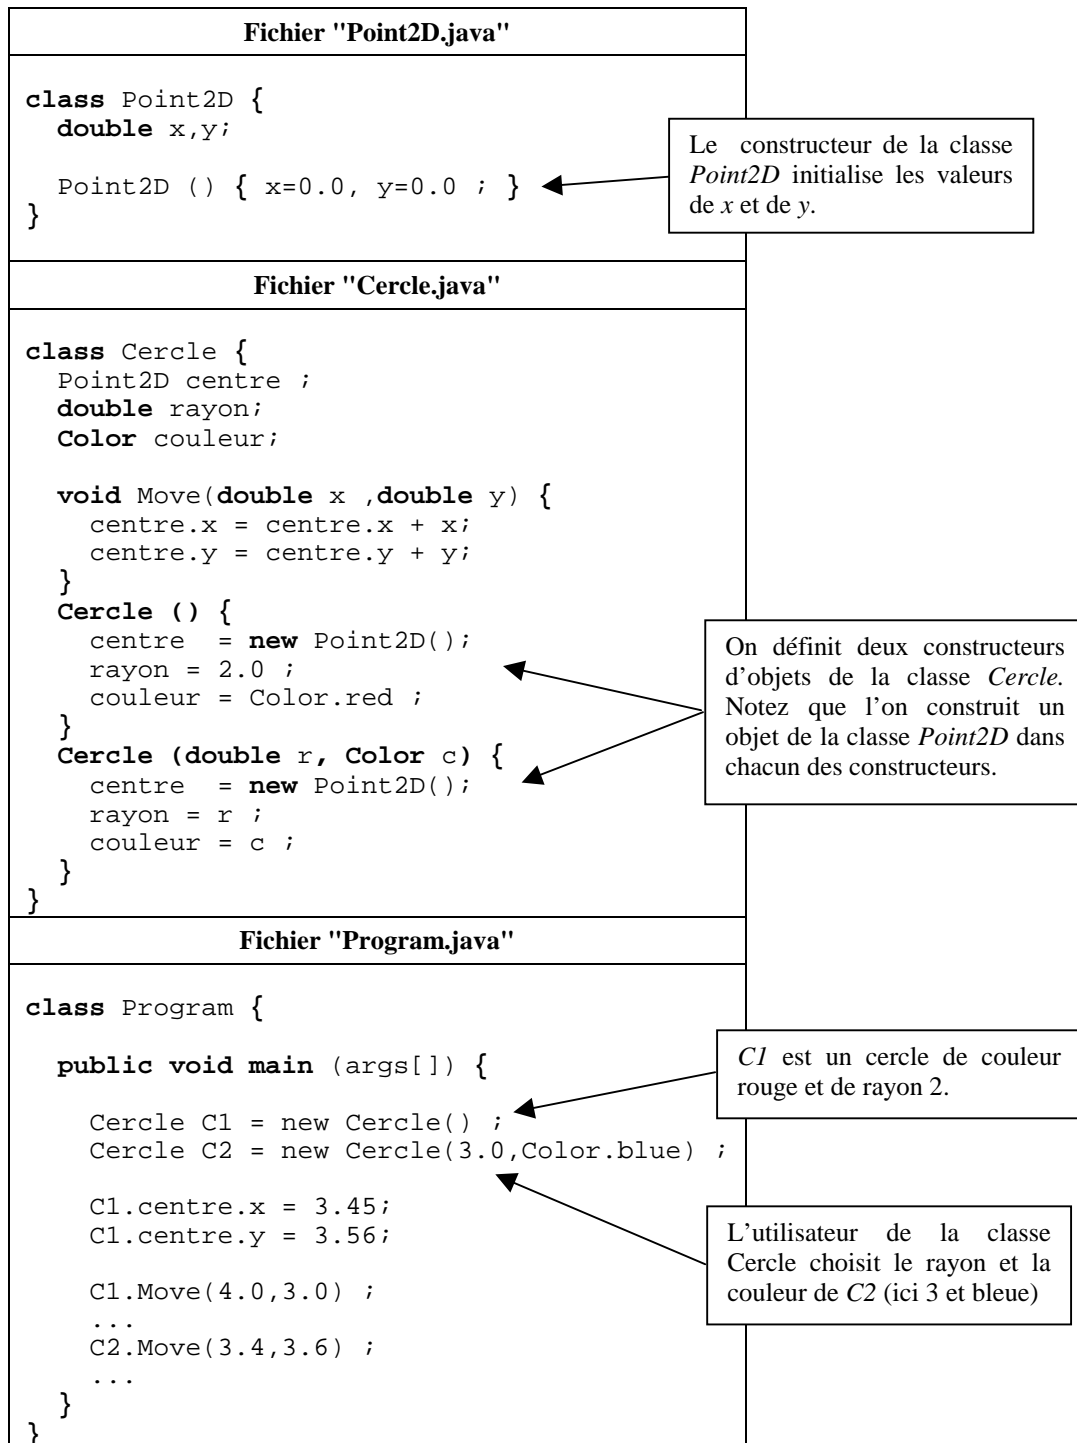 Fichier "Point2D.java"
class Point2D {
double x,y;
Point2D () { x=0.0, y=0.0 ; }
}
Le constructeur de la classe
Point2D initialise les valeurs
de x et de y.
Fichier "Cercle.java"
class Cercle {
Point2D centre ;
double rayon;
Color couleur;
void Move(double x ,double y) {
centre.x = centre.x + x;
centre.y = centre.y + y;
}
Cercle () {
centre  = new Point2D();
rayon = 2.0 ;
couleur = Color.red ;
}
Cercle (double r, Color c) {
centre  = new Point2D();
rayon = r ;
couleur = c ;
}
}
On définit deux constructeurs
d'objets de la classe Cercle.
Notez que l'on construit un
objet de la classe Point2D dans
chacun des constructeurs.
Fichier "Program.java"
class Program {
public void main (args[]) {
Cercle C1 = new Cercle() ;
Cercle C2 = new Cercle(3.0,Color.blue) ;
C1.centre.x = 3.45;
C1.centre.y = 3.56;
C1.Move(4.0,3.0) ;
...
C2.Move(3.4,3.6) ;
...
}
}
C1 est un cercle de couleur
rouge et de rayon 2.
L'utilisateur de la classe
Cercle choisit le rayon et la
couleur de C2 (ici 3 et bleue)